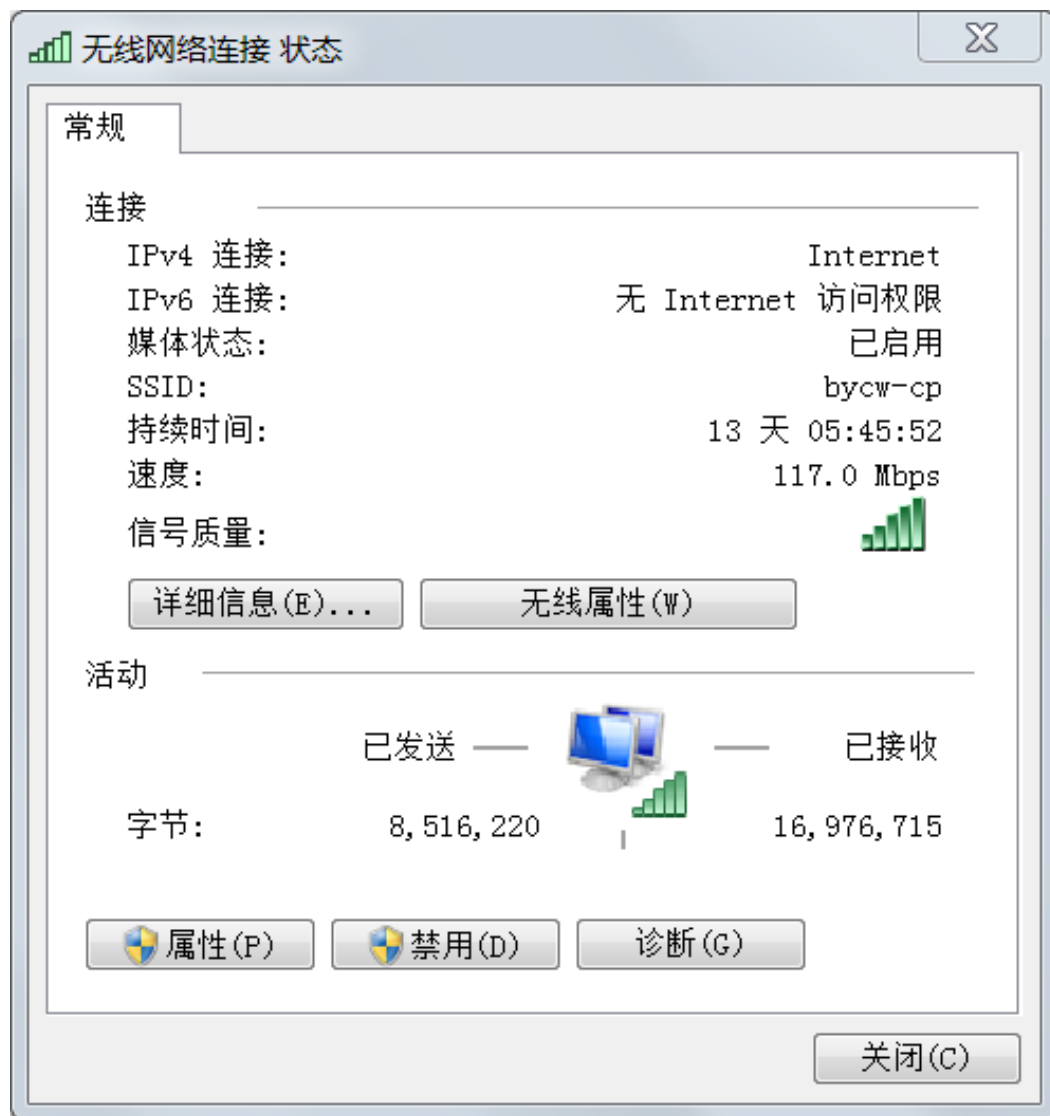 无线网络连接 状态
常规
连接
IPv4 连接: Internet
IPv6 连接: 无 Internet 访问权限
媒体状态: 已启用
SSID: bycw-cp
持续时间: 13 天 05:45:52
速度: 117.0 Mbps
信号质量:
详细信息(E)... 无线属性(W)
活动
已发送 — — 已接收
字节: 8,516,220 | 16,976,715
属性(P) 禁用(D) 诊断(G)
关闭(C)